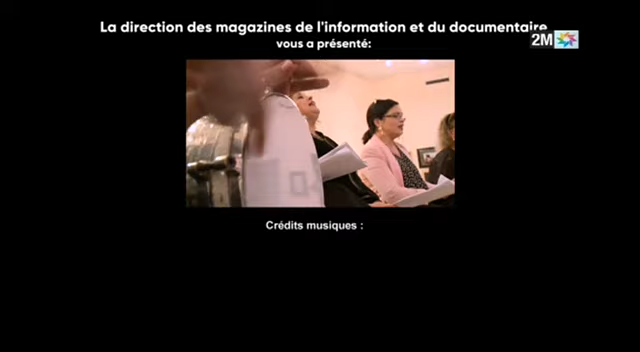 La direction des magazines de l'information et du documentaire
2M
vous a présenté:
Crédits musiques :